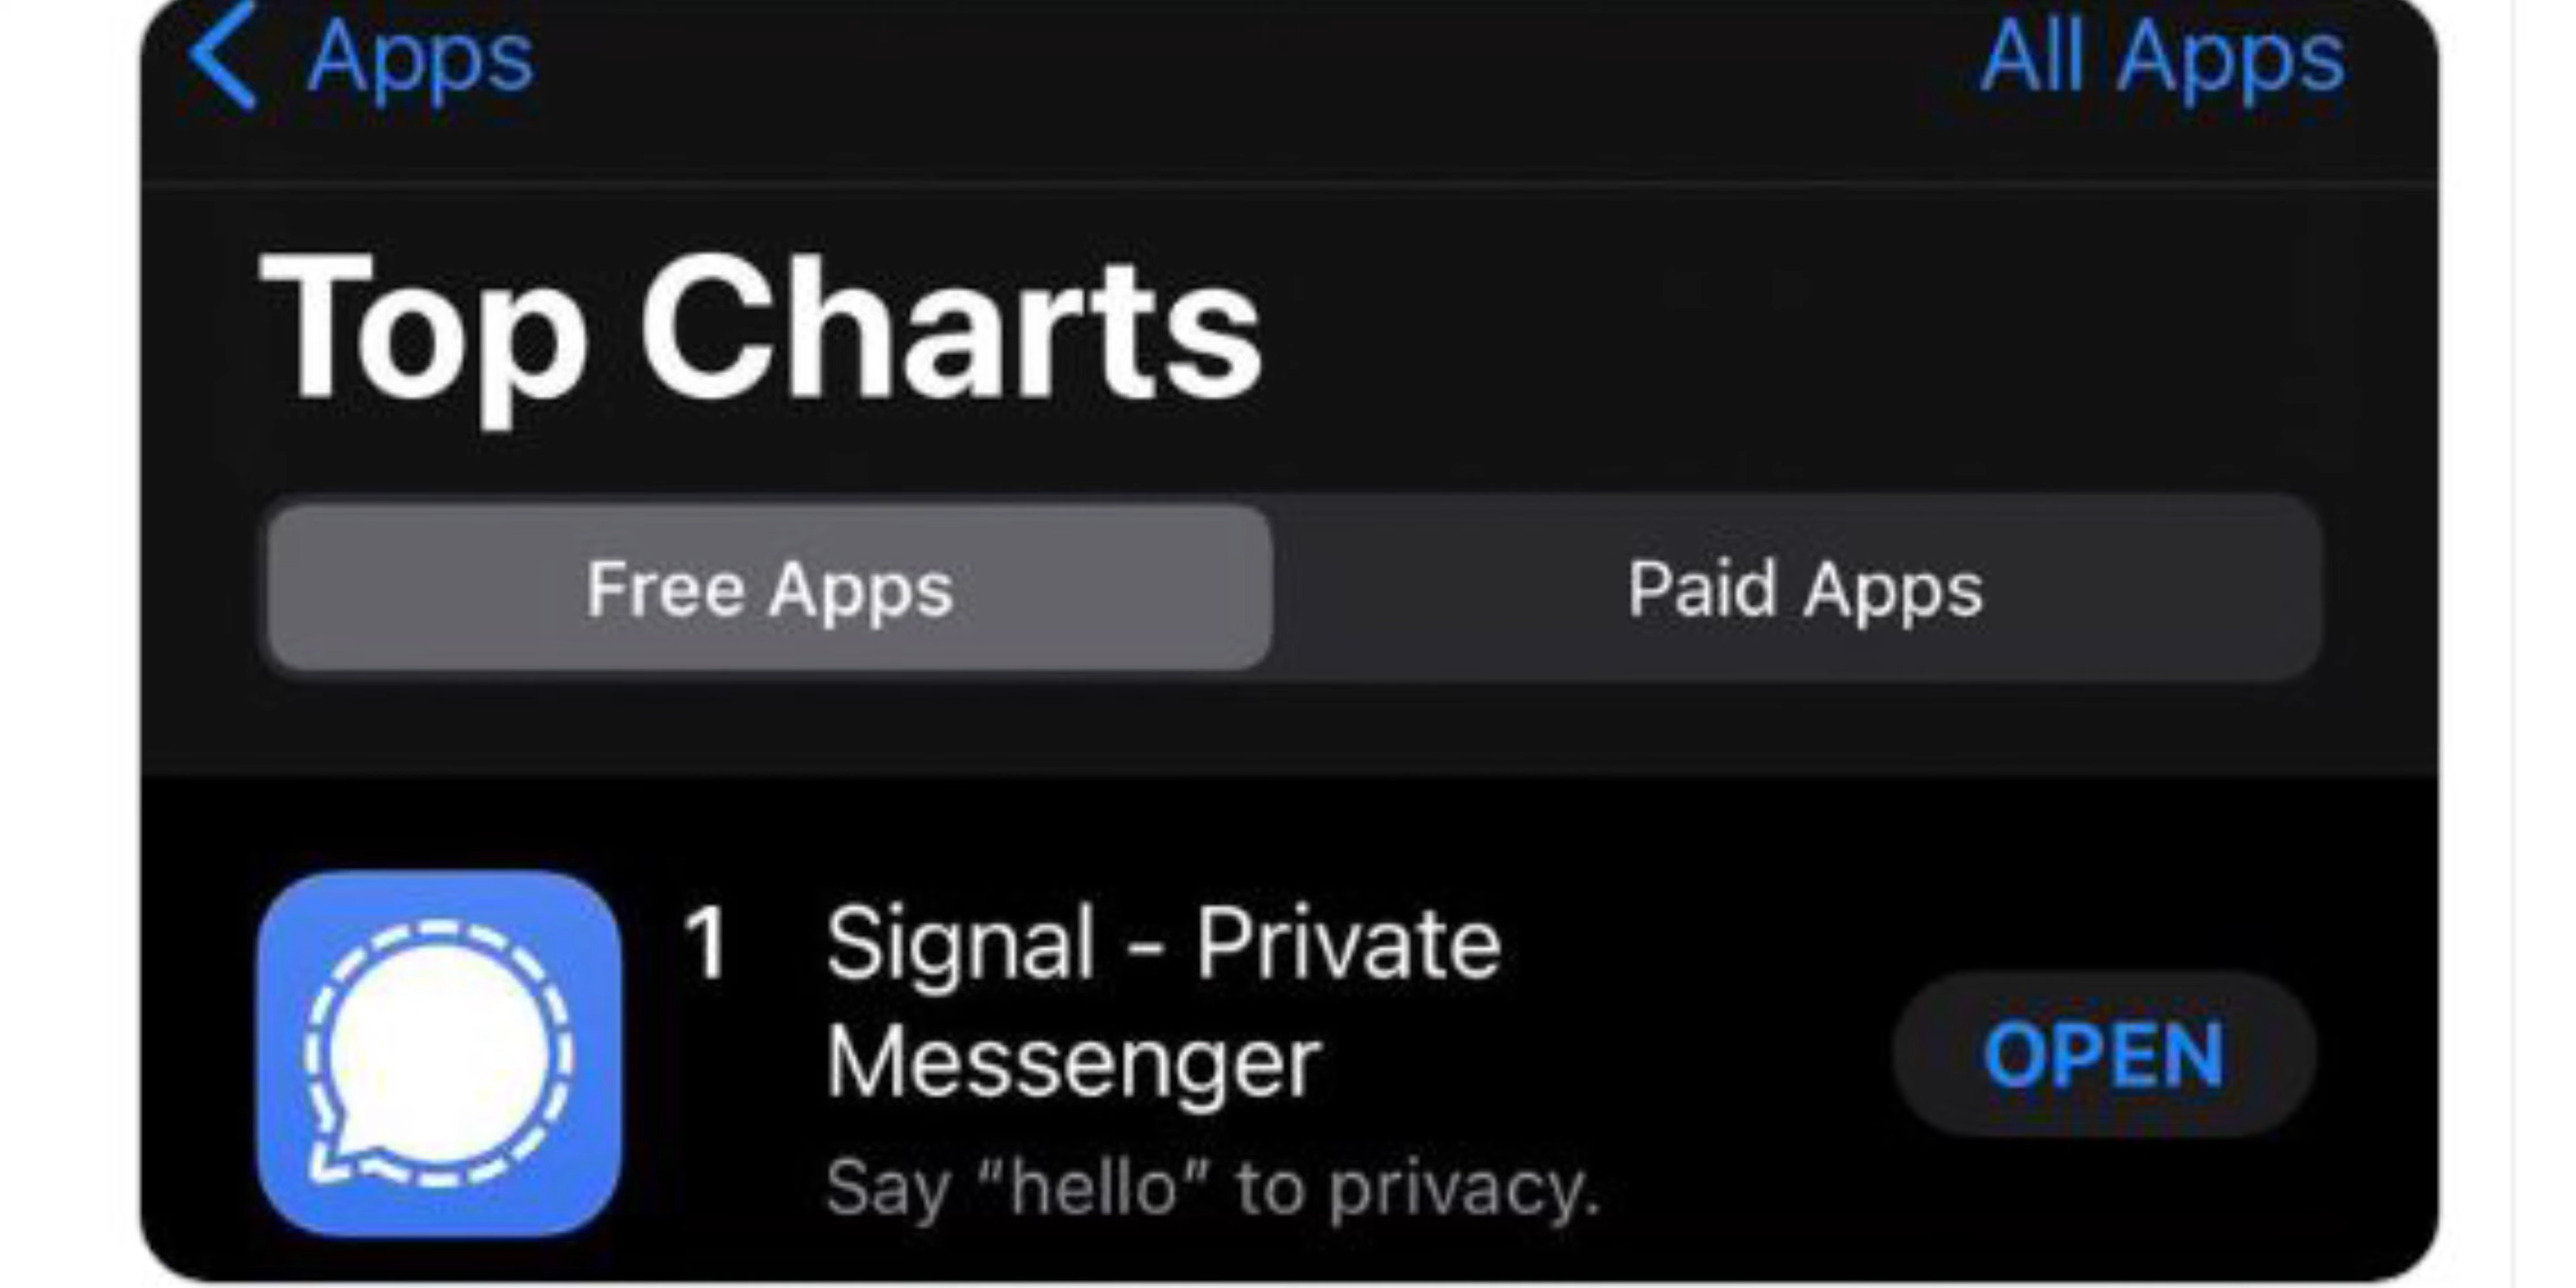 Apps
All Apps
Top Charts
Free Apps
Paid Apps
1
Signal - Private
Messenger
OPEN
Say “hello” to privacy.